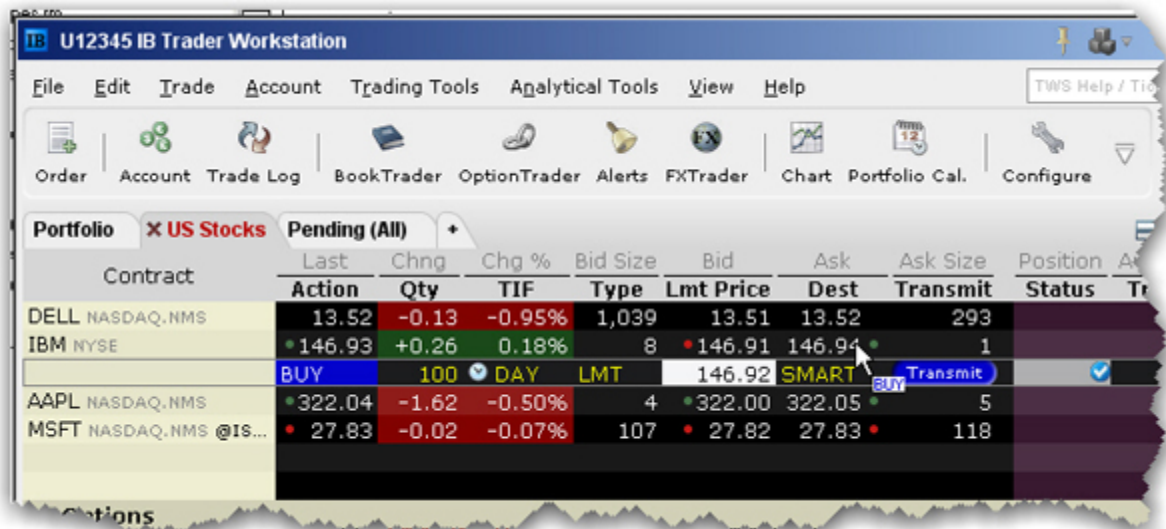 IB U12345 IB Trader Workstation
File Edit Trade Account Trading Tools Analytical Tools View Help TWS Help /
12
FX
Order Account Trade Log BookTrader OptionTrader Alerts FXTrader Chart Portfolio Cal. Configure
Portfolio × US Stocks Pending (All) +
Contract Last Chng Chg % Bid Size Bid Ask Ask Size Position
Action Qty TIF Type Lmt Price Dest Transmit Status
DELL NASDAQ.NMS 13.52 -0.13 -0.95% 1,039 13.51 13.52 293
IBM NYSE 146.93 +0.26 0.18% 8 146.91 146.94 1
BUY 100 DAY LMT 146.92 SMART Transmit
BUY
AAPL NASDAQ.NMS 322.04 -1.62 -0.50% 4 322.00 322.05 5
MSFT NASDAQ.NMS @IS... 27.83 -0.02 -0.07% 107 27.82 27.83 118
Options